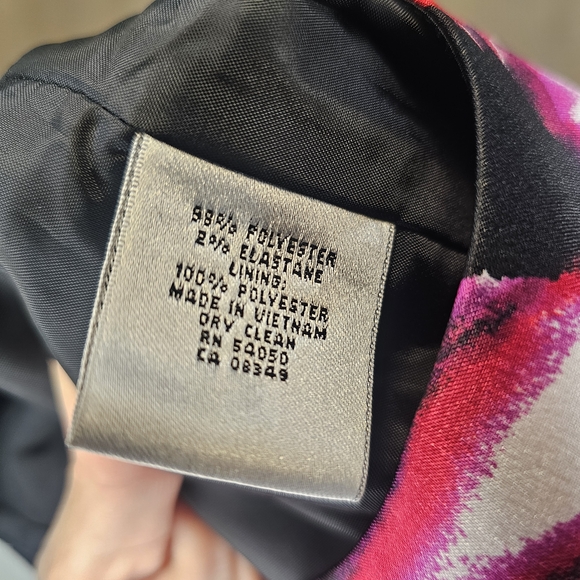 98% POLYESTER
2% ELASTANE
LINING:
100% POLYESTER
MADE IN VIETNAM
DRY CLEAN
RN 54050
CA 08349